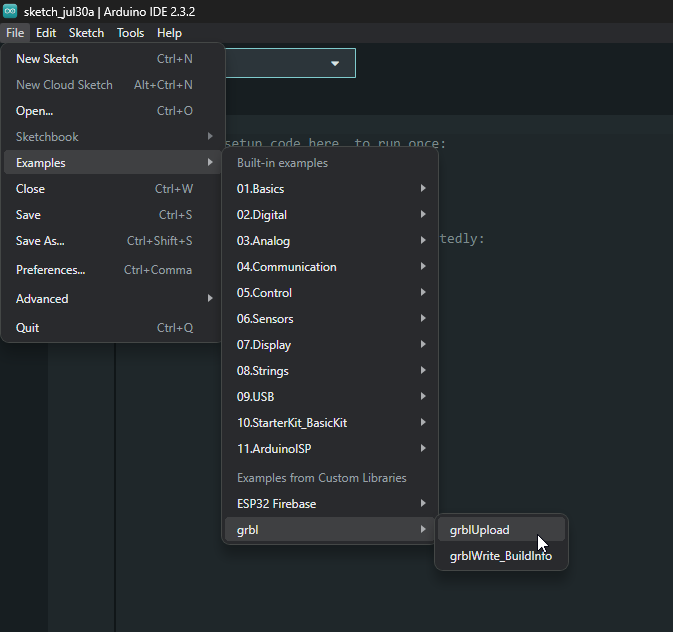 sketch_jul30a | Arduino IDE 2.3.2
File Edit Sketch Tools Help
New Sketch Ctrl+N
New Cloud Sketch Alt+Ctrl+N
Open... Ctrl+O
Sketchbook
Examples
Close Ctrl+W
Save Ctrl+S
Save As... Ctrl+Shift+S
Preferences... Ctrl+Comma
Advanced
Quit Ctrl+Q
setup code here, to run once:
tedly:
Built-in examples
01.Basics
02.Digital
03.Analog
04.Communication
05.Control
06.Sensors
07.Display
08.Strings
09.USB
10.StarterKit_BasicKit
11.ArduinoISP
Examples from Custom Libraries
ESP32 Firebase
grbl
grblUpload
grblWrite_BuildInfo